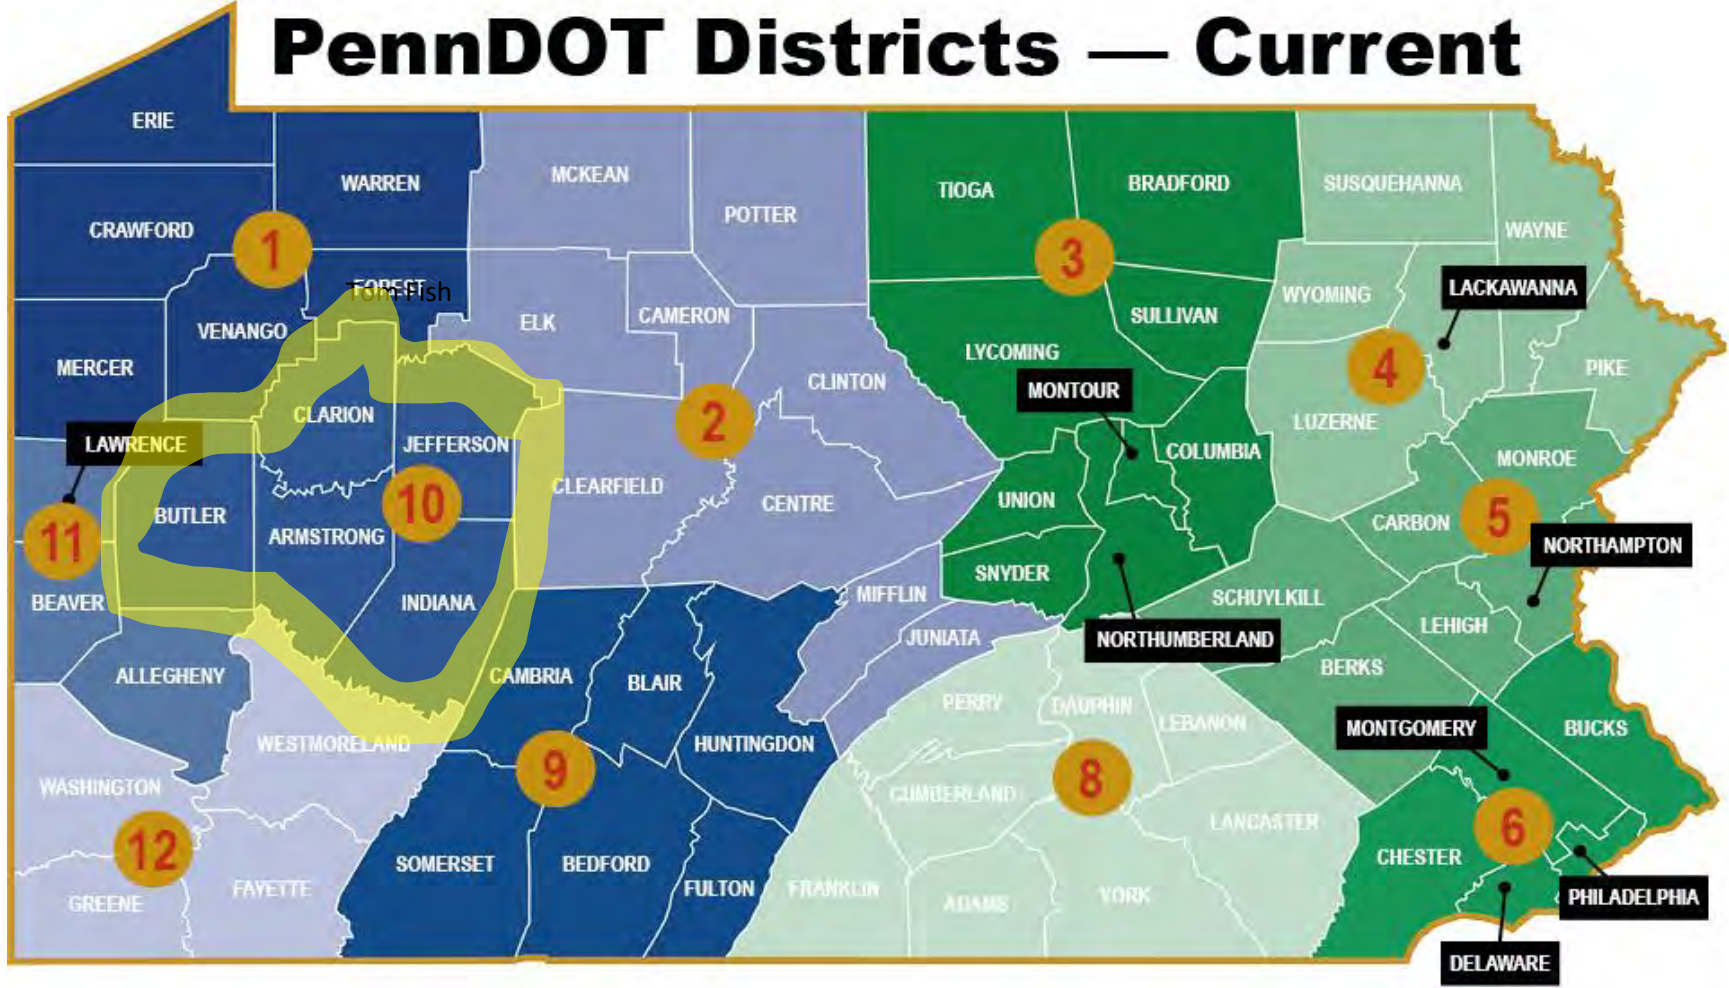 PennDOT Districts — Current
ERIE
WARREN
MCKEAN
POTTER
TIOGA
BRADFORD
SUSQUEHANNA
WAYNE
CRAWFORD
1
3
FOREST
Tom Fish
WYOMING
LACKAWANNA
VENANGO
ELK
CAMERON
SULLIVAN
MERCER
LYCOMING
4
PIKE
CLINTON
MONTOUR
CLARION
2
LUZERNE
LAWRENCE
JEFFERSON
COLUMBIA
MONROE
CLEARFIELD
BUTLER
10
CENTRE
UNION
CARBON
5
11
ARMSTRONG
NORTHAMPTON
SNYDER
BEAVER
INDIANA
MIFFLIN
SCHUYLKILL
JUNIATA
NORTHUMBERLAND
LEHIGH
ALLEGHENY
CAMBRIA
BLAIR
BERKS
PERRY
DAUPHIN
LEBANON
WESTMORELAND
HUNTINGDON
MONTGOMERY
BUCKS
WASHINGTON
9
CUMBERLAND
8
LANCASTER
6
12
SOMERSET
BEDFORD
CHESTER
GREENE
FAYETTE
FULTON
FRANKLIN
ADAMS
YORK
PHILADELPHIA
DELAWARE